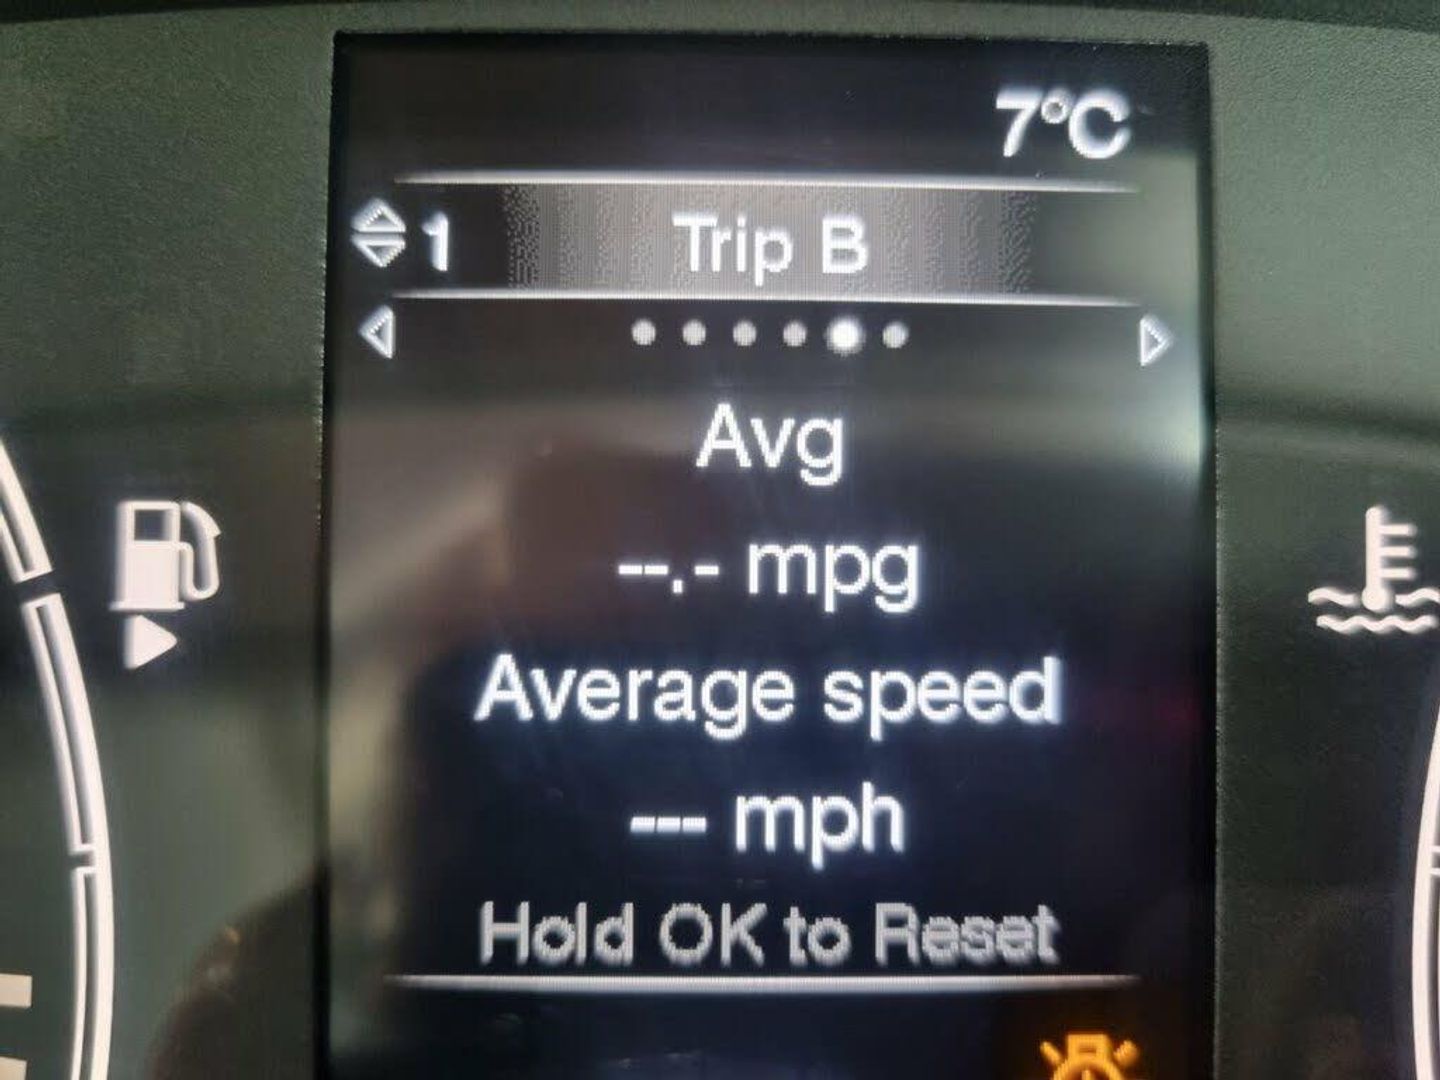 7°C
1 Trip B
Avg
--.- mpg
Average speed
--- mph
Hold OK to Reset